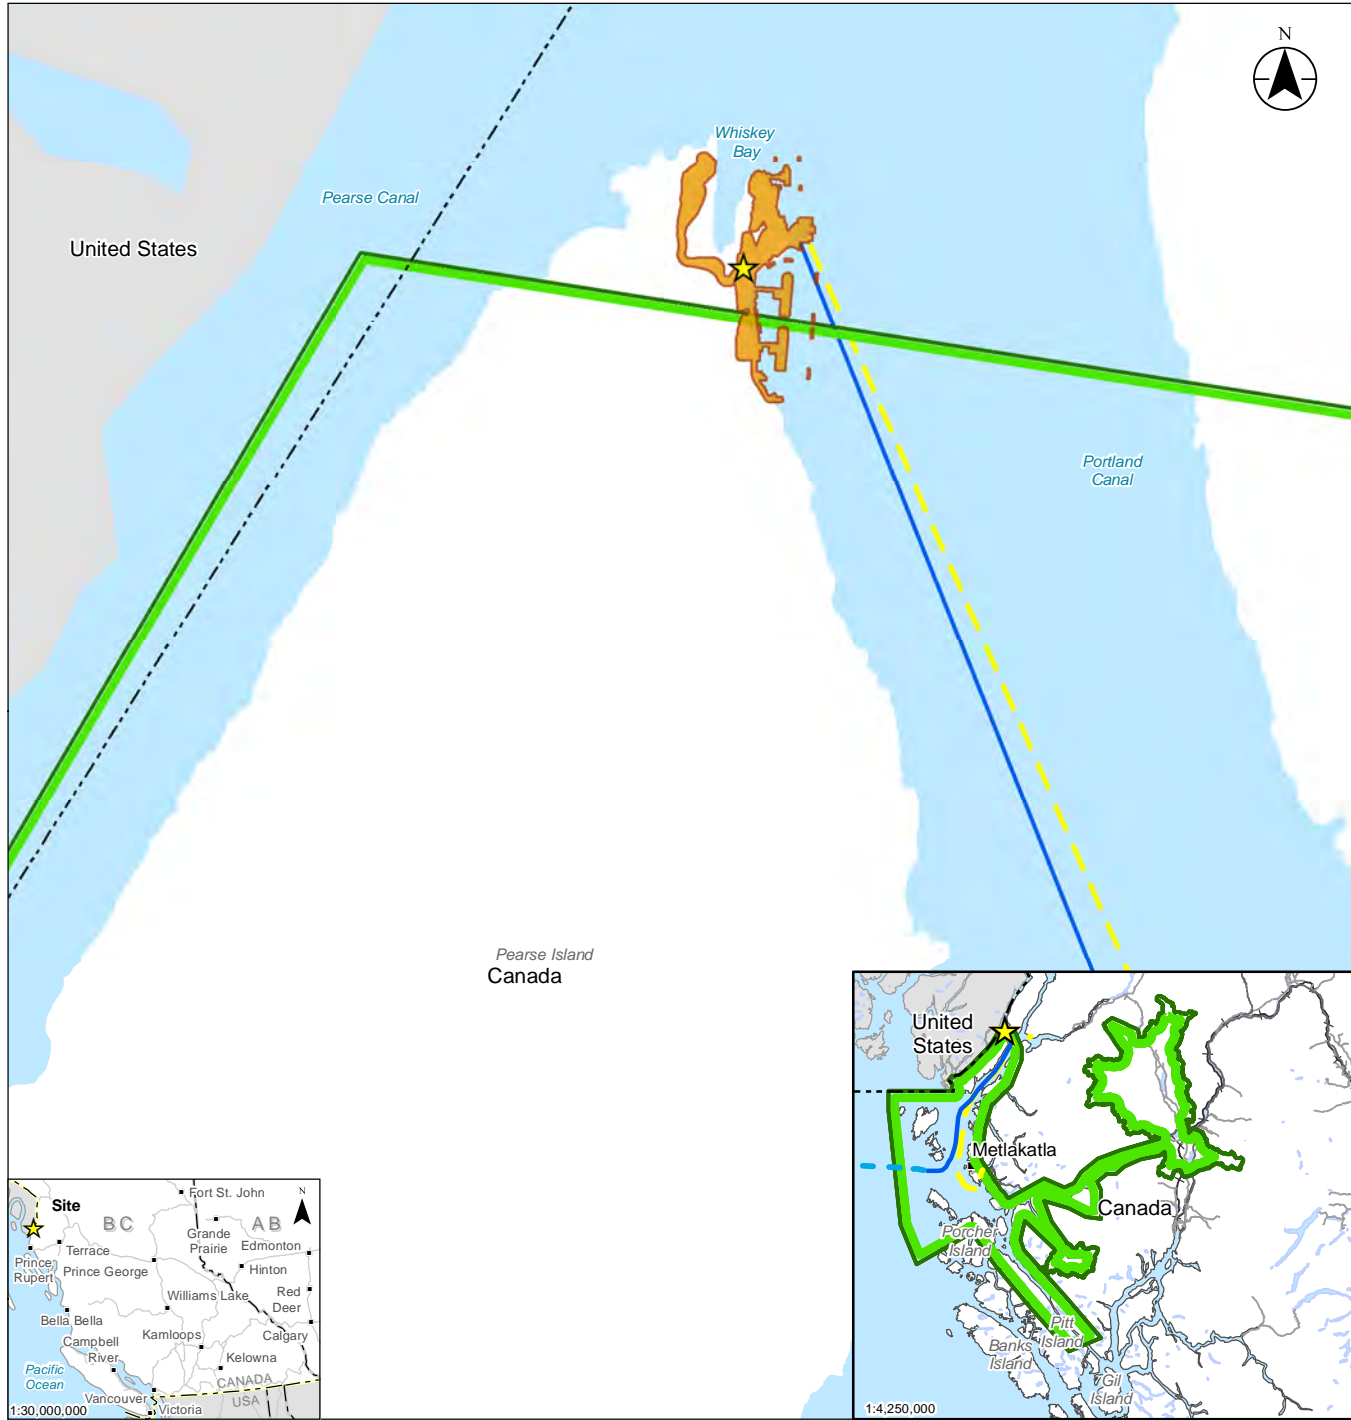 N
Whiskey
Bay
Pearse Canal
United States
Portland
Canal
Pearse Island
Canada
United
States
Metlakatla
Canada
Porcher
Island
Pitt
Island
Banks
Island
Gil
Island
1:4,250,000
N
Site
Fort St. John
BC
AB
Grande
Prairie
Edmonton
Terrace
Prince
Rupert
Prince George
Hinton
Williams Lake
Red
Deer
Bella Bella
Campbell
River
Kamloops
Calgary
Kelowna
Pacific
Ocean
CANADA
USA
Vancouver
Victoria
1:30,000,000